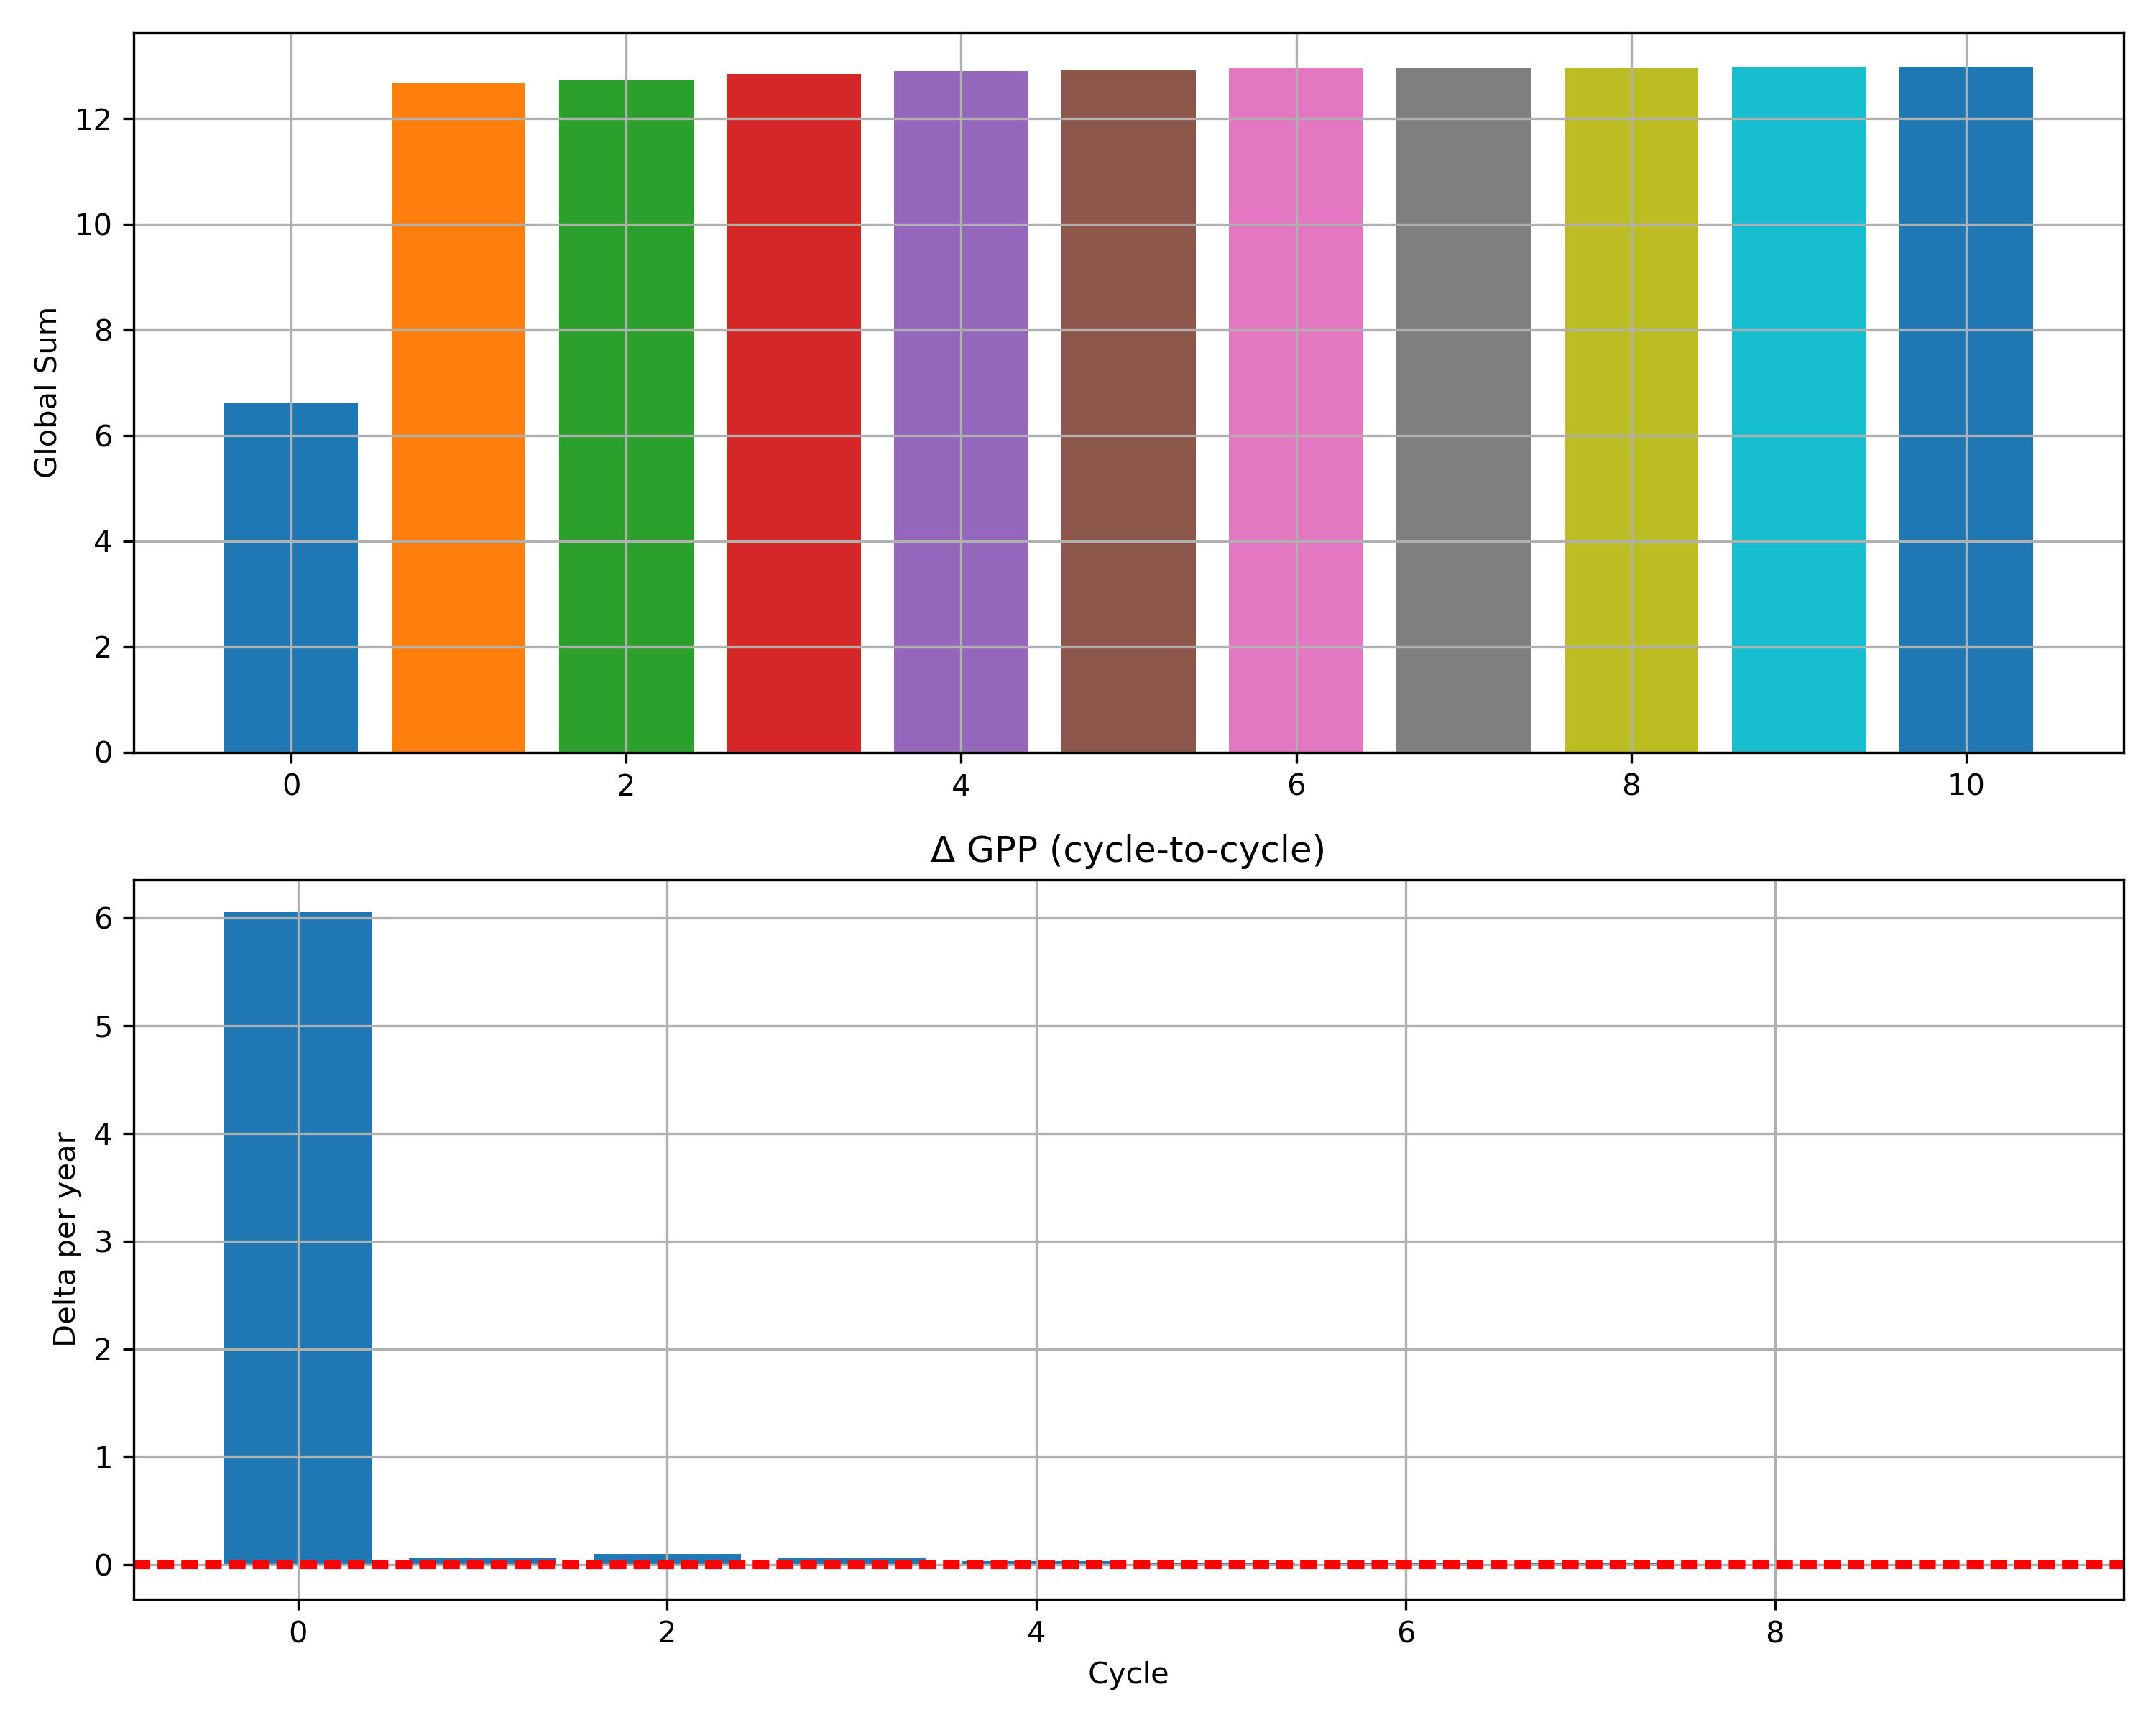 Global Sum
12
10
8
6
4
2
0
0 2 4 6 8 10
Δ GPP (cycle-to-cycle)
Delta per year
6
5
4
3
2
1
0
0 2 4 6 8
Cycle